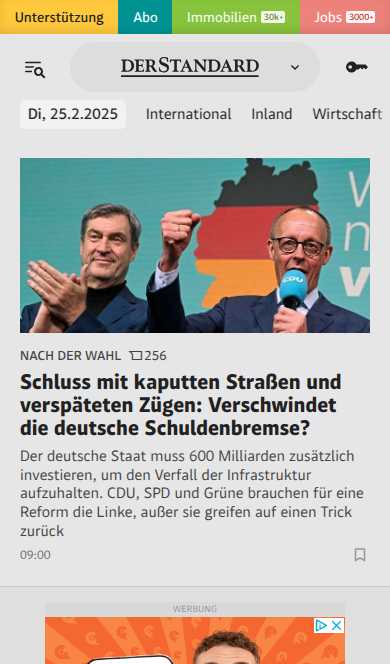 Unterstützung Abo Immobilien 30k+ Jobs 3000+
DERSTANDARD
Di, 25.2.2025 International Inland Wirtschaft
CDU
NACH DER WAHL 256
Schluss mit kaputten Straßen und
verspäteten Zügen: Verschwindet
die deutsche Schuldenbremse?
Der deutsche Staat muss 600 Milliarden zusätzlich
investieren, um den Verfall der Infrastruktur
aufzuhalten. CDU, SPD und Grüne brauchen für eine
Reform die Linke, außer sie greifen auf einen Trick
zurück
09:00
WERBUNG